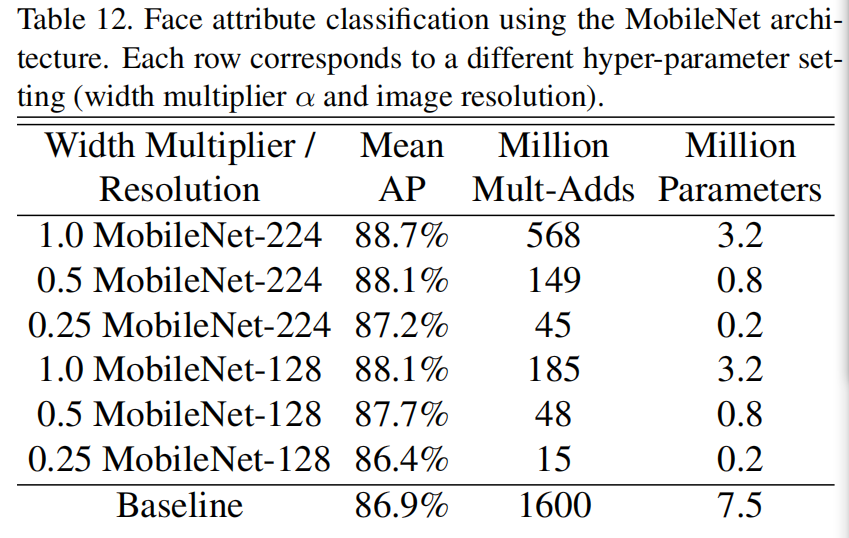 Table 12. Face attribute classification using the MobileNet archi-
tecture. Each row corresponds to a different hyper-parameter set-
ting (width multiplier α and image resolution).
Width Multiplier / Mean Million Million
Resolution AP Mult-Adds Parameters
1.0 MobileNet-224 88.7% 568 3.2
0.5 MobileNet-224 88.1% 149 0.8
0.25 MobileNet-224 87.2% 45 0.2
1.0 MobileNet-128 88.1% 185 3.2
0.5 MobileNet-128 87.7% 48 0.8
0.25 MobileNet-128 86.4% 15 0.2
Baseline 86.9% 1600 7.5